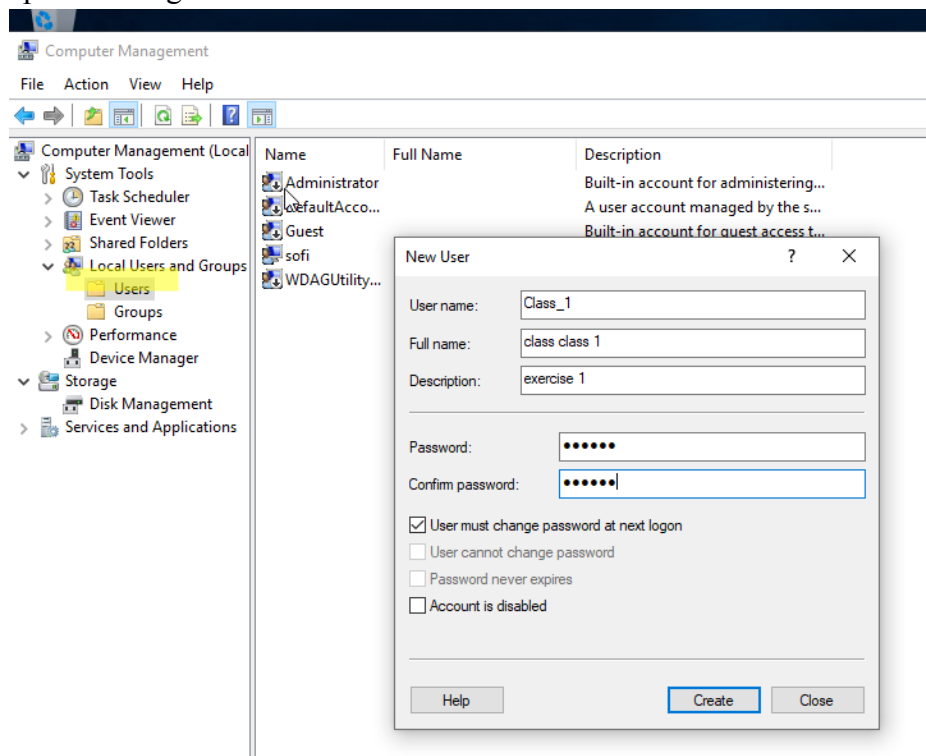 Computer Management
File Action View Help
Computer Management (Local
System Tools
Task Scheduler
Event Viewer
Shared Folders
Local Users and Groups
Users
Groups
Performance
Device Manager
Storage
Disk Management
Services and Applications
Name Full Name Description
Administrator Built-in account for administering...
DefaultAcco... A user account managed by the s...
Guest Built-in account for guest access t...
sofi
WDAGUtility...
New User ?
User name: Class_1
Full name: class class 1
Description: exercise 1
Password: ●●●●●●
Confirm password: ●●●●●●
User must change password at next logon
User cannot change password
Password never expires
Account is disabled
Help Create Close